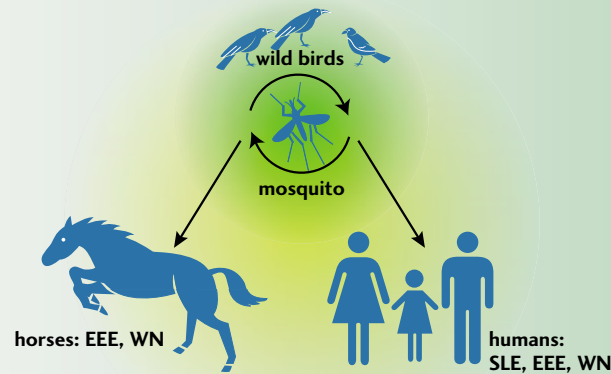 wild birds
mosquito
horses: EEE, WN
humans:
SLE, EEE, WN